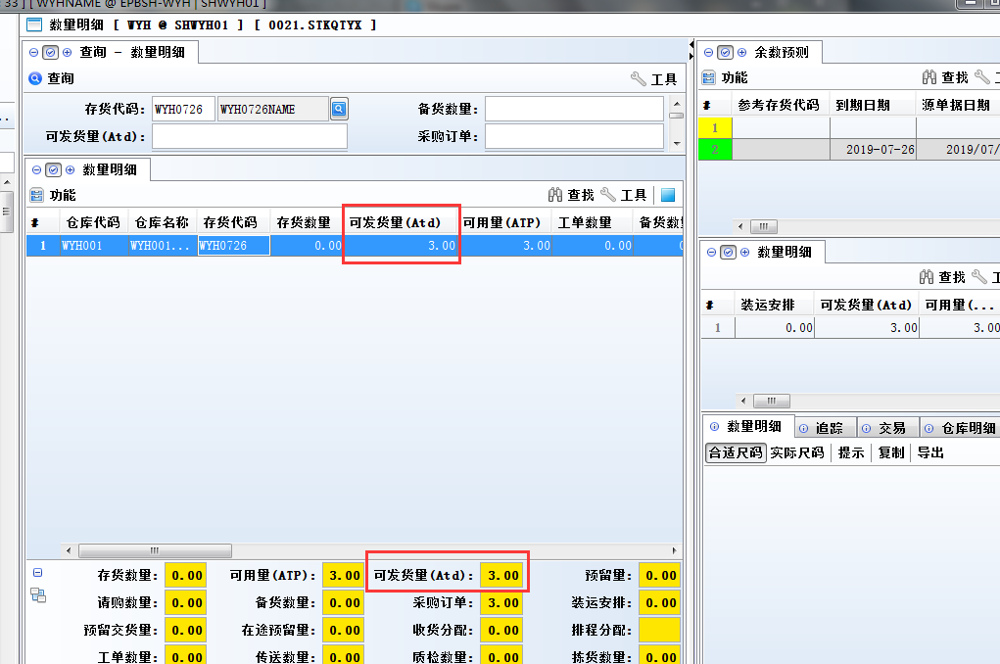 33 ] [ WYHNAME @ EPBSH-WYH | SHWYH01 ]
数量明细 [ WYH @ SHWYH01 ] [ 0021.STKQTYX ]
查询 - 数量明细
查询
工具
存货代码: WYH0726 WYH0726NAME
备货数量:
可发货量(Atd):
采购订单:
数量明细
功能
查找 工具
# 仓库代码 仓库名称 存货代码 存货数量 可发货量(Atd) 可用量(ATP) 工单数量
1 WYH001 WYH001... WYH0726 0.00 3.00 3.00 0.00
存货数量: 0.00 可用量(ATP): 3.00 可发货量(Atd): 3.00 预留量: 0.00
请购数量: 0.00 备货数量: 0.00 采购订单: 3.00 装运安排: 0.00
预留交货量: 0.00 在途预留量: 0.00 收货分配: 0.00 排程分配:
工单数量: 0.00 传送数量: 0.00 质检数量: 0.00 拣货数量: 0.00
余数预测
功能
查找
# 参考存货代码 到期日期 源单据日期
1
2 2019-07-26 2019/07/
数量明细
查找
# 装运安排 可发货量(Atd) 可用量(...
1 0.00 3.00 3.00
数量明细 追踪 交易 仓库明细
合适尺码 实际尺码 提示 复制 导出